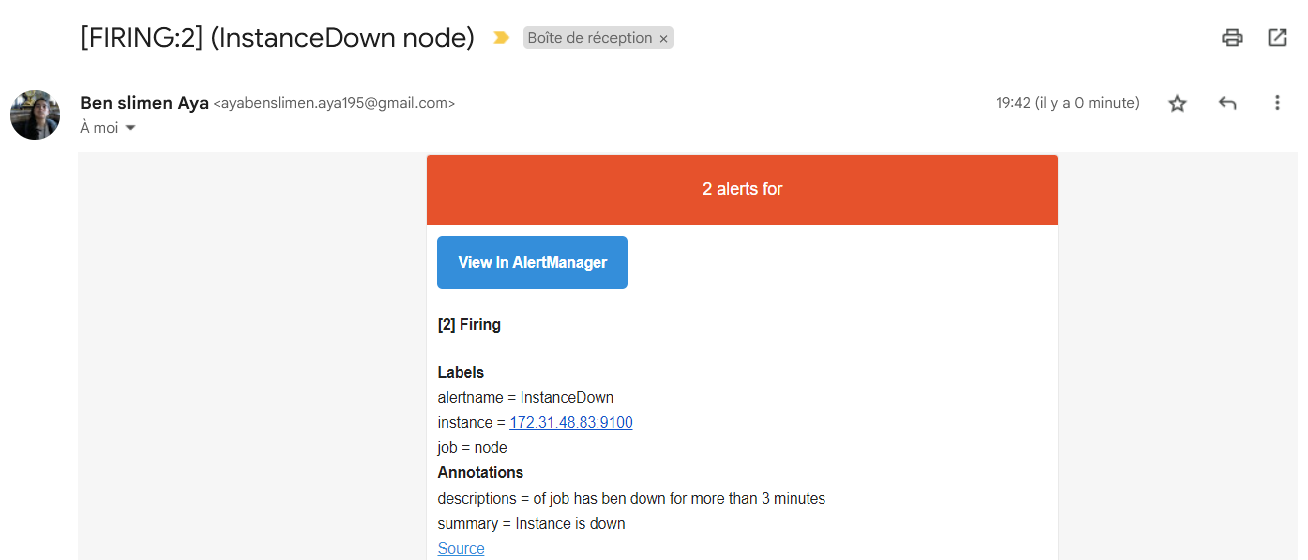 [FIRING:2] (InstanceDown node) Boîte de réception ×
Ben slimen Aya <ayabenslimen.aya195@gmail.com> 19:42 (il y a 0 minute)
À moi
2 alerts for
View In AlertManager
[2] Firing
Labels
alertname = InstanceDown
instance = 172.31.48.83:9100
job = node
Annotations
descriptions = of job has ben down for more than 3 minutes
summary = Instance is down
Source